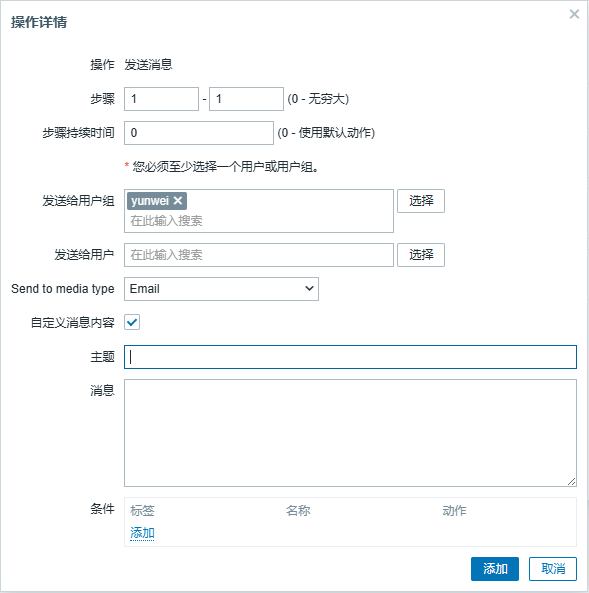 操作详情
操作 发送消息
步骤 1 - 1 (0 - 无穷大)
步骤持续时间 0 (0 - 使用默认动作)
* 您必须至少选择一个用户或用户组。
发送给用户组 yunwei 选择
在此输入搜索
发送给用户 在此输入搜索 选择
Send to media type Email
自定义消息内容
主题
消息
条件 标签 名称 动作
添加
添加 取消